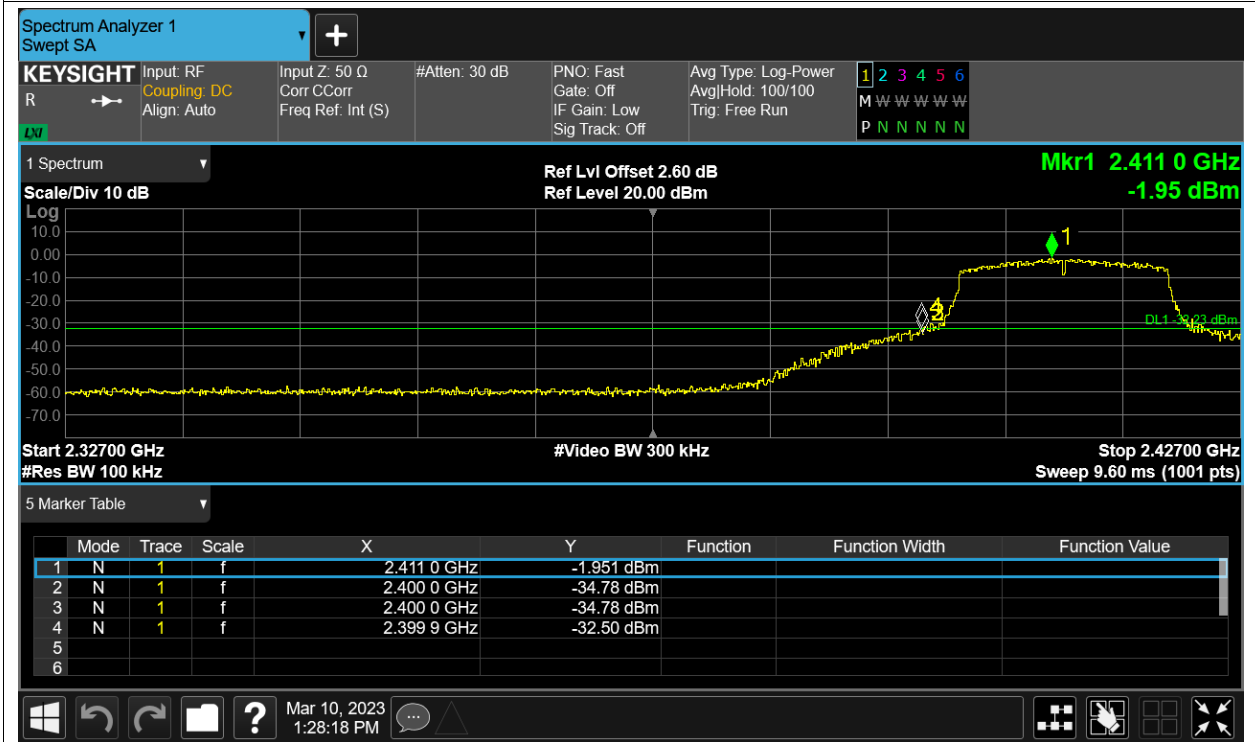 Spectrum Analyzer 1
Swept SA
+
KEYSIGHT Input: RF Input Z: 50 Ω #Atten: 30 dB PNO: Fast Avg Type: Log-Power 1 2 3 4 5 6
R Coupling: DC Corr CCorr Gate: Off Avg|Hold: 100/100 M W W W W W
Align: Auto Freq Ref: Int (S) IF Gain: Low Trig: Free Run
LXI Sig Track: Off P N N N N N
1 Spectrum Ref Lvl Offset 2.60 dB Mkr1 2.411 0 GHz
Scale/Div 10 dB Ref Level 20.00 dBm -1.95 dBm
Log
10.0
0.00
-10.0
-20.0
-30.0
-40.0
-50.0
-60.0
-70.0
1
4
DL1 -32.23 dBm
Start 2.32700 GHz #Video BW 300 kHz Stop 2.42700 GHz
#Res BW 100 kHz Sweep 9.60 ms (1001 pts)
5 Marker Table
Mode Trace Scale X Y Function Function Width Function Value
1 N 1 f 2.411 0 GHz -1.951 dBm
2 N 1 f 2.400 0 GHz -34.78 dBm
3 N 1 f 2.400 0 GHz -34.78 dBm
4 N 1 f 2.399 9 GHz -32.50 dBm
5
6
? Mar 10, 2023
1:28:18 PM